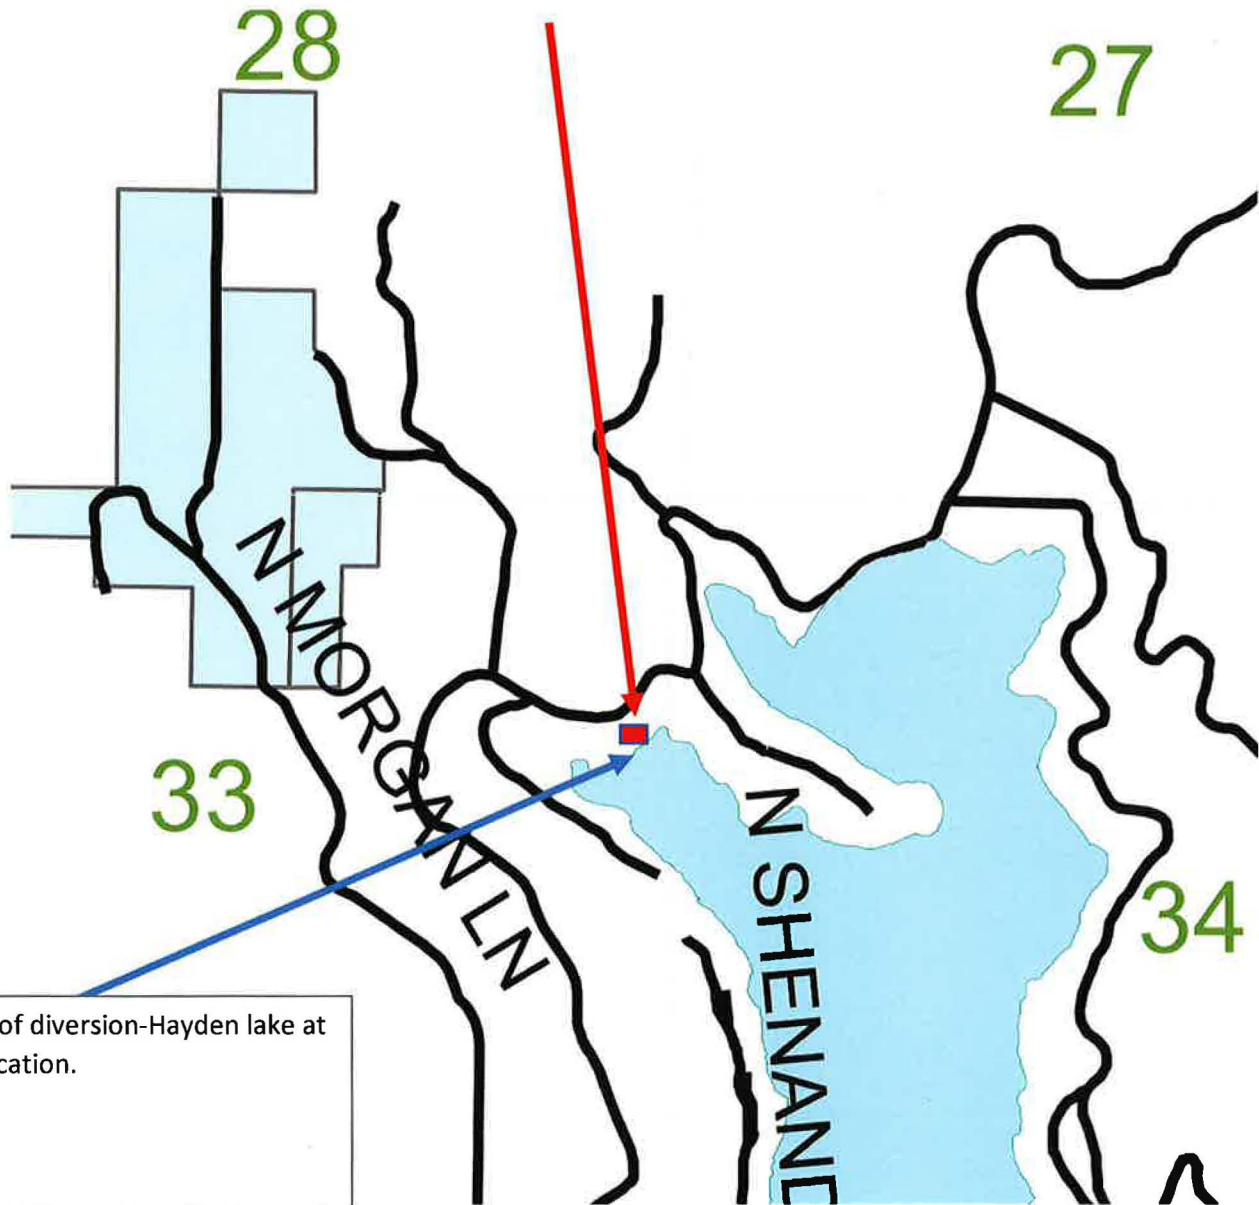 28
27
N MORGAN LN
33
N SHENAND
34
of diversion-Hayden lake at
cation.